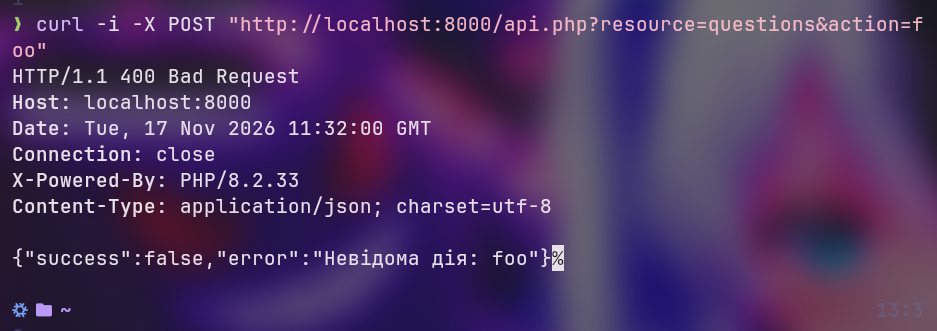 ❯ curl -i -X POST "http://localhost:8000/api.php?resource=questions&action=f
oo"
HTTP/1.1 400 Bad Request
Host: localhost:8000
Date: Tue, 17 Nov 2026 11:32:00 GMT
Connection: close
X-Powered-By: PHP/8.2.33
Content-Type: application/json; charset=utf-8
{"success":false,"error":"Невідома дія: foo"}%
~ 13:3